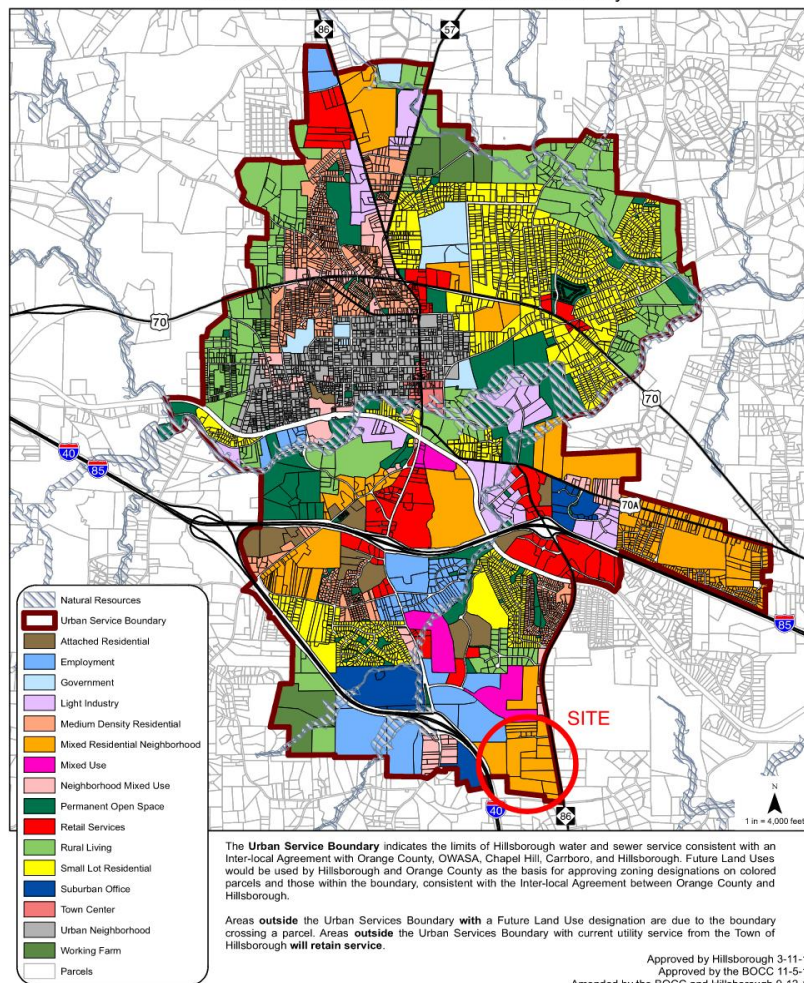 86
57
70
70
40
85
70A
85
SITE
40
86
N
1 in = 4,000 feet
Natural Resources
Urban Service Boundary
Attached Residential
Employment
Government
Light Industry
Medium Density Residential
Mixed Residential Neighborhood
Mixed Use
Neighborhood Mixed Use
Permanent Open Space
Retail Services
Rural Living
Small Lot Residential
Suburban Office
Town Center
Urban Neighborhood
Working Farm
Parcels
The Urban Service Boundary indicates the limits of Hillsborough water and sewer service consistent with an
Inter-local Agreement with Orange County, OWASA, Chapel Hill, Carrboro, and Hillsborough. Future Land Uses
would be used by Hillsborough and Orange County as the basis for approving zoning designations on colored
parcels and those within the boundary, consistent with the Inter-local Agreement between Orange County and
Hillsborough.
Areas outside the Urban Services Boundary with a Future Land Use designation are due to the boundary
crossing a parcel. Areas outside the Urban Services Boundary with current utility service from the Town of
Hillsborough will retain service.
Approved by Hillsborough 3-11-1
Approved by the BOCC 11-5-1
Amended by the BOCC and Hillsborough